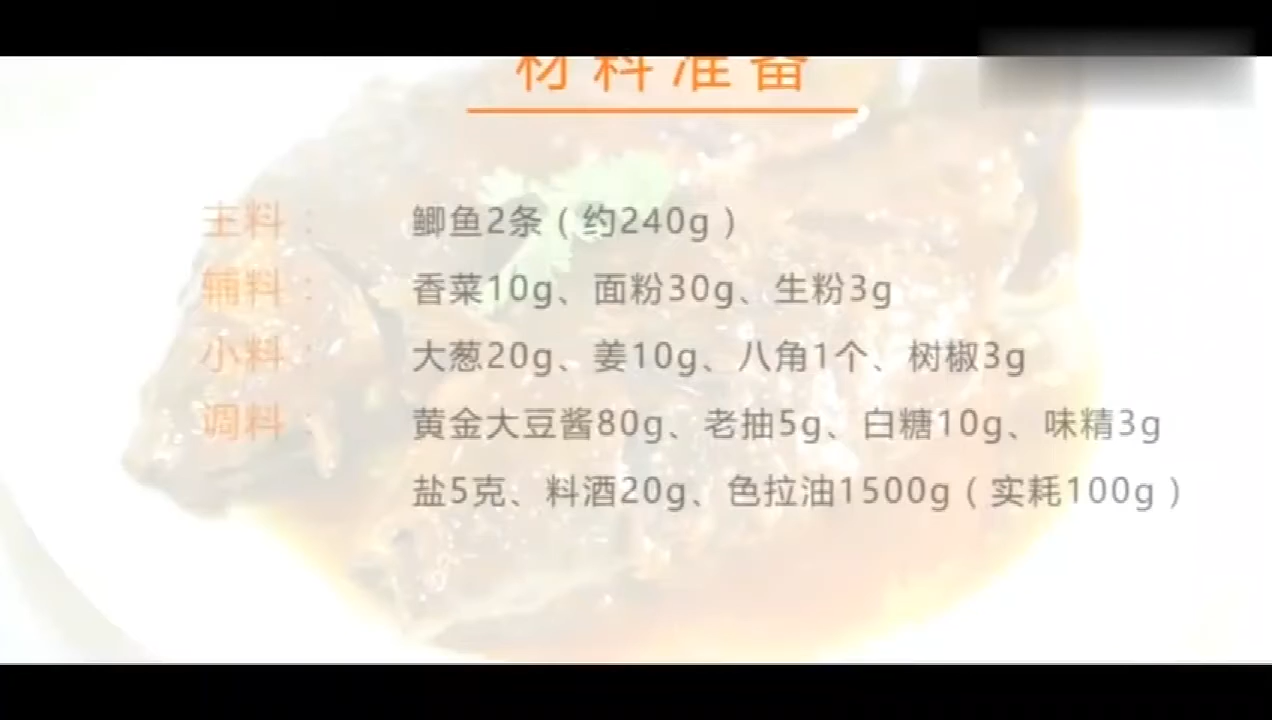 材料准备
主料： 鲫鱼2条（约240g）
辅料： 香菜10g、面粉30g、生粉3g
小料： 大葱20g、姜10g、八角1个、树椒3g
调料： 黄金大豆酱80g、老抽5g、白糖10g、味精3g
盐5克、料酒20g、色拉油1500g（实耗100g）